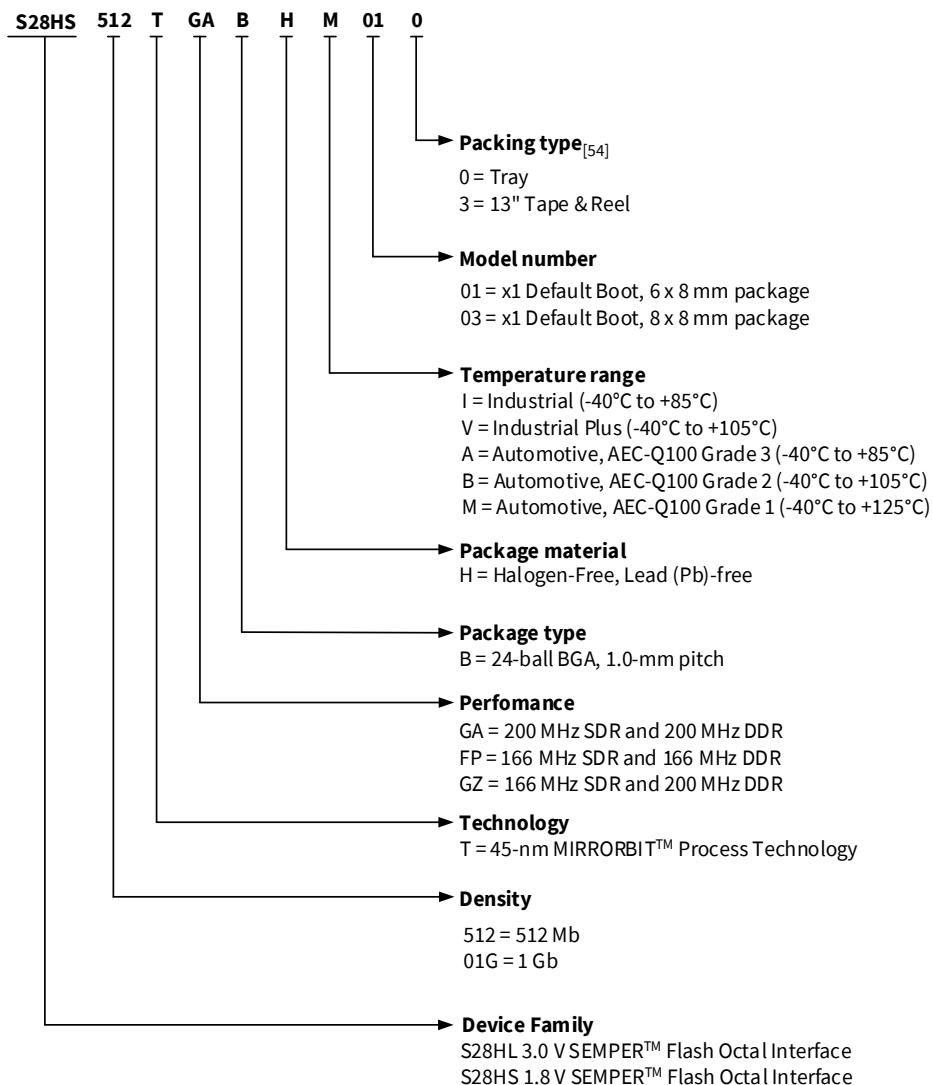 S28HS 512 T GA B H M 01 0
Packing type[54]
0 = Tray
3 = 13" Tape & Reel
Model number
01 = x1 Default Boot, 6 x 8 mm package
03 = x1 Default Boot, 8 x 8 mm package
Temperature range
I = Industrial (-40°C to +85°C)
V = Industrial Plus (-40°C to +105°C)
A = Automotive, AEC-Q100 Grade 3 (-40°C to +85°C)
B = Automotive, AEC-Q100 Grade 2 (-40°C to +105°C)
M = Automotive, AEC-Q100 Grade 1 (-40°C to +125°C)
Package material
H = Halogen-Free, Lead (Pb)-free
Package type
B = 24-ball BGA, 1.0-mm pitch
Perfomance
GA = 200 MHz SDR and 200 MHz DDR
FP = 166 MHz SDR and 166 MHz DDR
GZ = 166 MHz SDR and 200 MHz DDR
Technology
T = 45-nm MIRRORBIT™ Process Technology
Density
512 = 512 Mb
01G = 1 Gb
Device Family
S28HL 3.0 V SEMPER™ Flash Octal Interface
S28HS 1.8 V SEMPER™ Flash Octal Interface